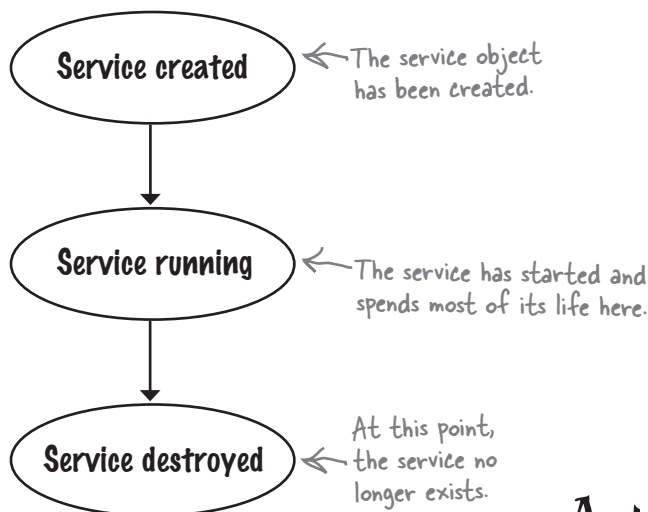 Service created
The service object
has been created.
Service running
The service has started and
spends most of its life here.
Service destroyed
At this point,
the service no
longer exists.